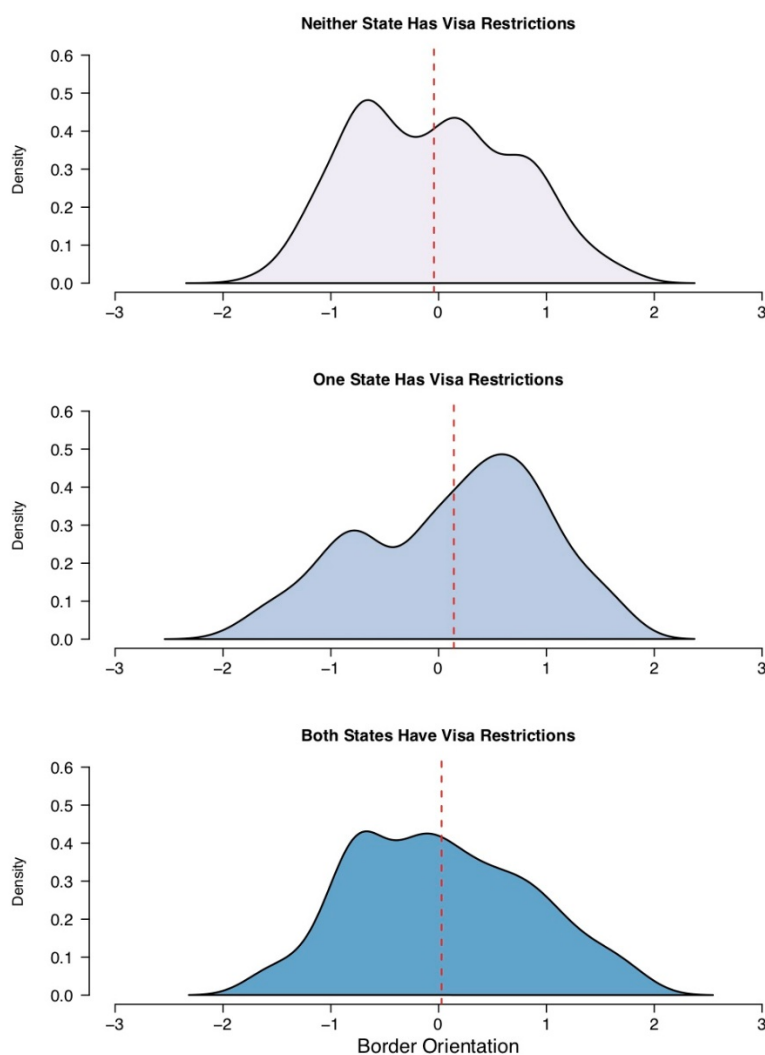 Neither State Has Visa Restrictions
0.6
0.5
0.4
0.3
0.2
0.1
0.0
Density
−3 −2 −1 0 1 2 3
One State Has Visa Restrictions
0.6
0.5
0.4
0.3
0.2
0.1
0.0
Density
−3 −2 −1 0 1 2 3
Both States Have Visa Restrictions
0.6
0.5
0.4
0.3
0.2
0.1
0.0
Density
−3 −2 −1 0 1 2 3
Border Orientation